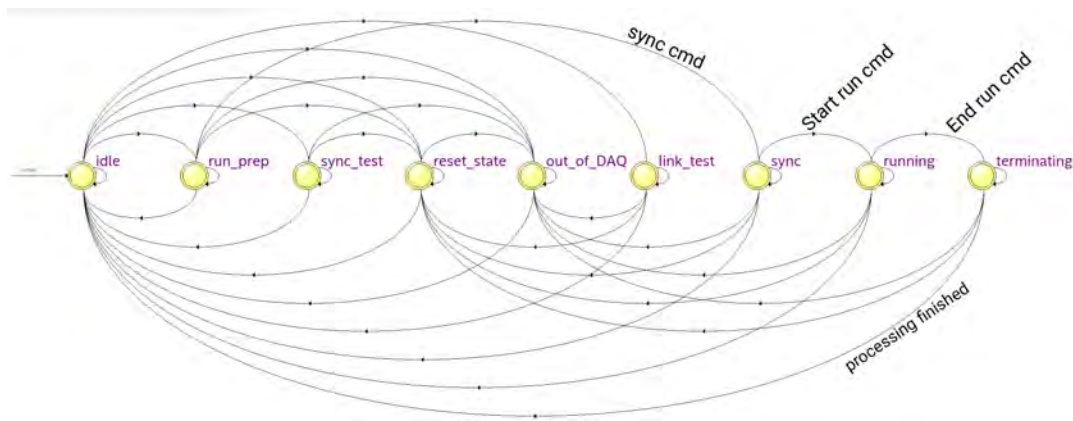 sync cmd
Start run cmd
End run cmd
idle
run_prep
sync_test
reset_state
out_of_DAQ
link_test
sync
running
terminating
processing finished